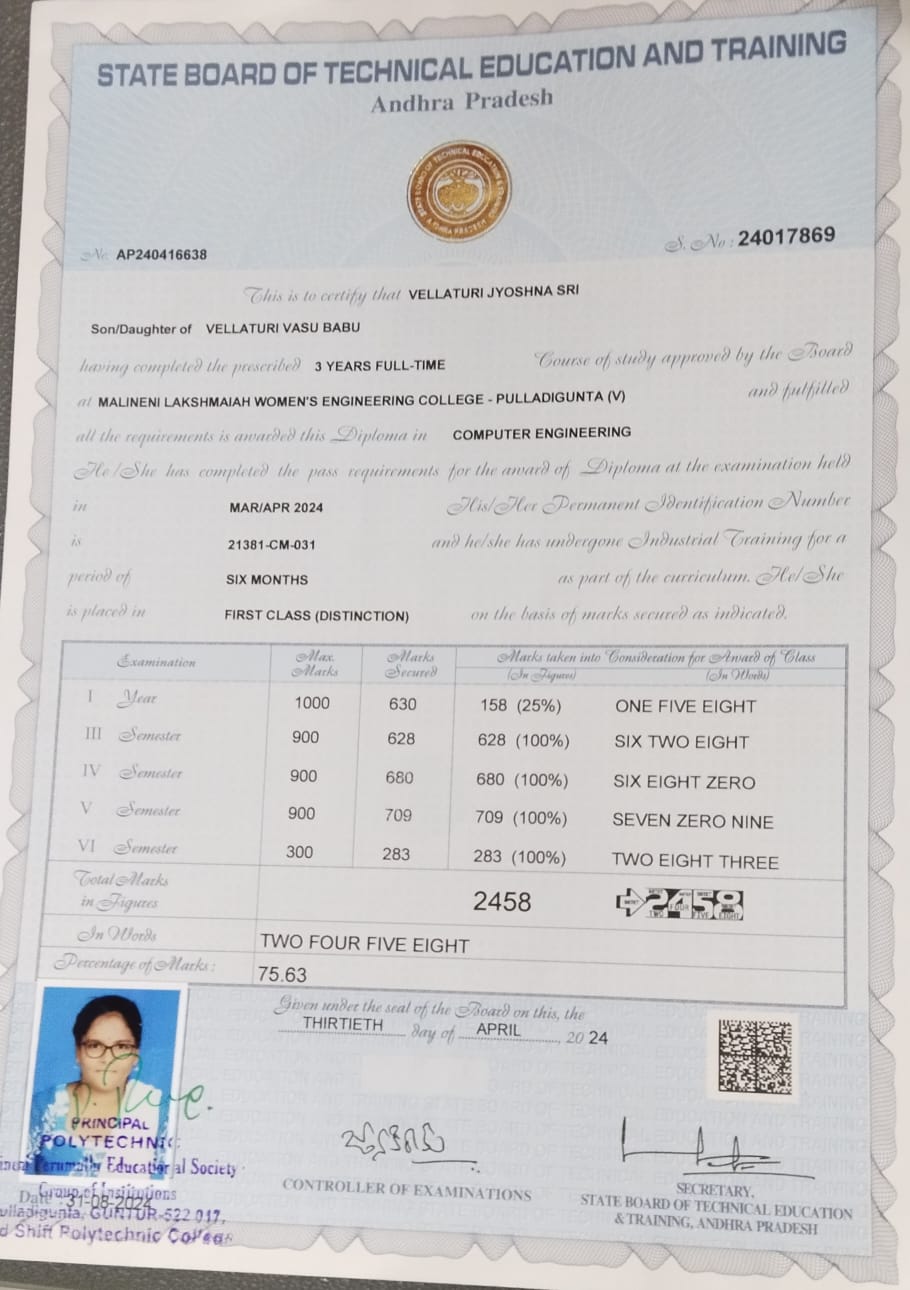 STATE BOARD OF TECHNICAL EDUCATION AND TRAINING
Andhra Pradesh
No. AP240416638
S. No : 24017869
This is to certify that VELLATURI JYOSHNA SRI
Son/Daughter of VELLATURI VASU BABU
having completed the prescribed 3 YEARS FULL-TIME Course of study approved by the Board
at MALINENI LAKSHMAIAH WOMEN'S ENGINEERING COLLEGE - PULLADIGUNTA (V) and fulfilled
all the requirements is awarded this Diploma in COMPUTER ENGINEERING
He/She has completed the pass requirements for the award of Diploma at the examination held
in MAR/APR 2024 His/Her Permanent Identification Number
is 21381-CM-031 and he/she has undergone Industrial Training for a
period of SIX MONTHS as part of the curriculum. He/She
is placed in FIRST CLASS (DISTINCTION) on the basis of marks secured as indicated.
Examination Max. Marks Marks Secured Marks taken into Consideration for Award of Class
(In Figures) (In Words)
I Year 1000 630 158 (25%) ONE FIVE EIGHT
III Semester 900 628 628 (100%) SIX TWO EIGHT
IV Semester 900 680 680 (100%) SIX EIGHT ZERO
V Semester 900 709 709 (100%) SEVEN ZERO NINE
VI Semester 300 283 283 (100%) TWO EIGHT THREE
Total Marks in Figures 2458 2458
In Words TWO FOUR FIVE EIGHT
Percentage of Marks : 75.63
Given under the seal of the Board on this, the
THIRTIETH day of APRIL, 20 24
PRINCIPAL
POLYTECHNIC
Educational Society
Group of Institutions
Date : 31-08-2024
GUNTUR-522 017,
Shift Polytechnic College
CONTROLLER OF EXAMINATIONS
SECRETARY,
STATE BOARD OF TECHNICAL EDUCATION
& TRAINING, ANDHRA PRADESH